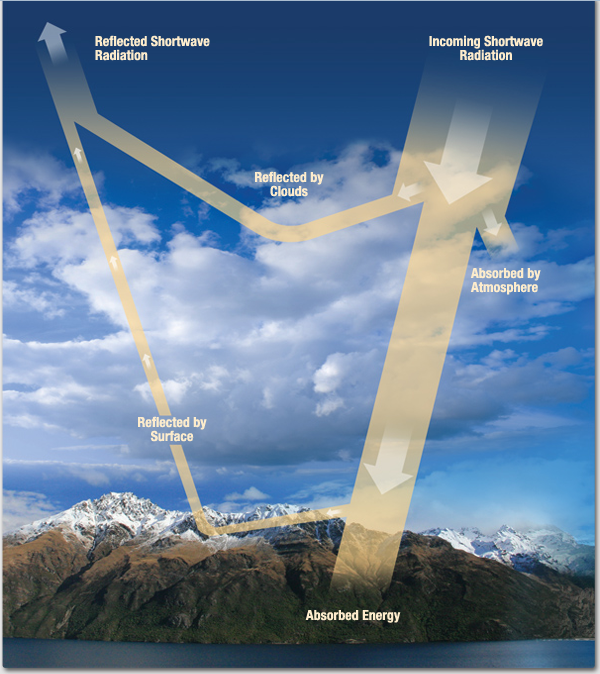 Reflected Shortwave
Radiation
Incoming Shortwave
Radiation
Reflected by
Clouds
Absorbed by
Atmosphere
Reflected by
Surface
Absorbed Energy